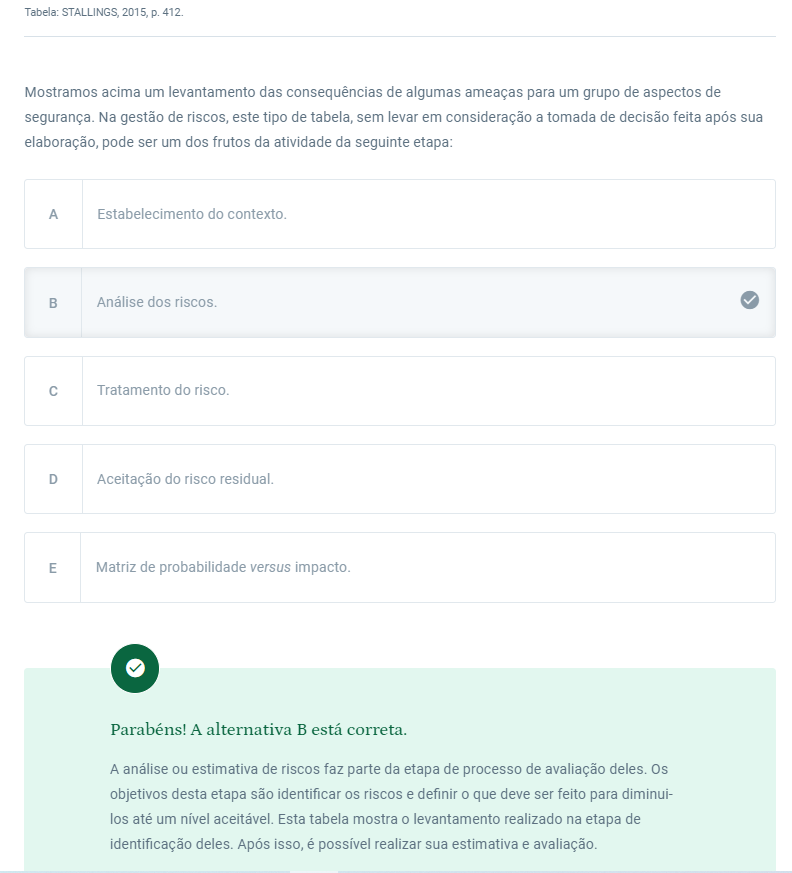 Tabela: STALLINGS, 2015, p. 412.
Mostramos acima um levantamento das consequências de algumas ameaças para um grupo de aspectos de
segurança. Na gestão de riscos, este tipo de tabela, sem levar em consideração a tomada de decisão feita após sua
elaboração, pode ser um dos frutos da atividade da seguinte etapa:
A Estabelecimento do contexto.
B Análise dos riscos.
C Tratamento do risco.
D Aceitação do risco residual.
E Matriz de probabilidade versus impacto.
Parabéns! A alternativa B está correta.
A análise ou estimativa de riscos faz parte da etapa de processo de avaliação deles. Os
objetivos desta etapa são identificar os riscos e definir o que deve ser feito para diminui-
los até um nível aceitável. Esta tabela mostra o levantamento realizado na etapa de
identificação deles. Após isso, é possível realizar sua estimativa e avaliação.